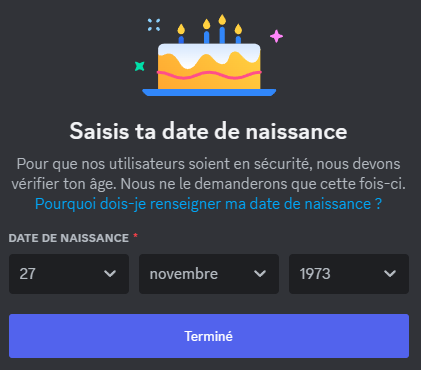 Saisis ta date de naissance
Pour que nos utilisateurs soient en sécurité, nous devons
vérifier ton âge. Nous ne le demanderons que cette fois-ci.
Pourquoi dois-je renseigner ma date de naissance ?
DATE DE NAISSANCE *
27 novembre 1973
Terminé